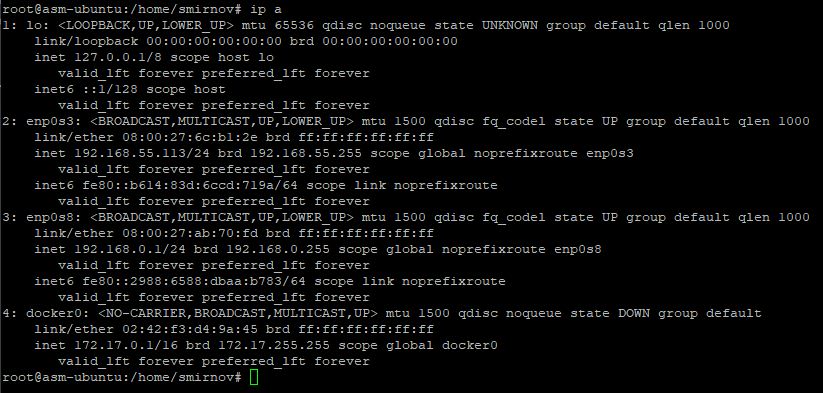 root@asm-ubuntu:/home/smirnov# ip a
1: lo: <LOOPBACK,UP,LOWER_UP> mtu 65536 qdisc noqueue state UNKNOWN group default qlen 1000
link/loopback 00:00:00:00:00:00 brd 00:00:00:00:00:00
inet 127.0.0.1/8 scope host lo
valid_lft forever preferred_lft forever
inet6 ::1/128 scope host
valid_lft forever preferred_lft forever
2: enp0s3: <BROADCAST,MULTICAST,UP,LOWER_UP> mtu 1500 qdisc fq_codel state UP group default qlen 1000
link/ether 08:00:27:6c:b1:2e brd ff:ff:ff:ff:ff:ff
inet 192.168.55.113/24 brd 192.168.55.255 scope global noprefixroute enp0s3
valid_lft forever preferred_lft forever
inet6 fe80::b614:83d:6ccd:719a/64 scope link noprefixroute
valid_lft forever preferred_lft forever
3: enp0s8: <BROADCAST,MULTICAST,UP,LOWER_UP> mtu 1500 qdisc fq_codel state UP group default qlen 1000
link/ether 08:00:27:ab:70:fd brd ff:ff:ff:ff:ff:ff
inet 192.168.0.1/24 brd 192.168.0.255 scope global noprefixroute enp0s8
valid_lft forever preferred_lft forever
inet6 fe80::2988:6588:dbaa:b783/64 scope link noprefixroute
valid_lft forever preferred_lft forever
4: docker0: <NO-CARRIER,BROADCAST,MULTICAST,UP> mtu 1500 qdisc noqueue state DOWN group default
link/ether 02:42:f3:d4:9a:45 brd ff:ff:ff:ff:ff:ff
inet 172.17.0.1/16 brd 172.17.255.255 scope global docker0
valid_lft forever preferred_lft forever
root@asm-ubuntu:/home/smirnov#